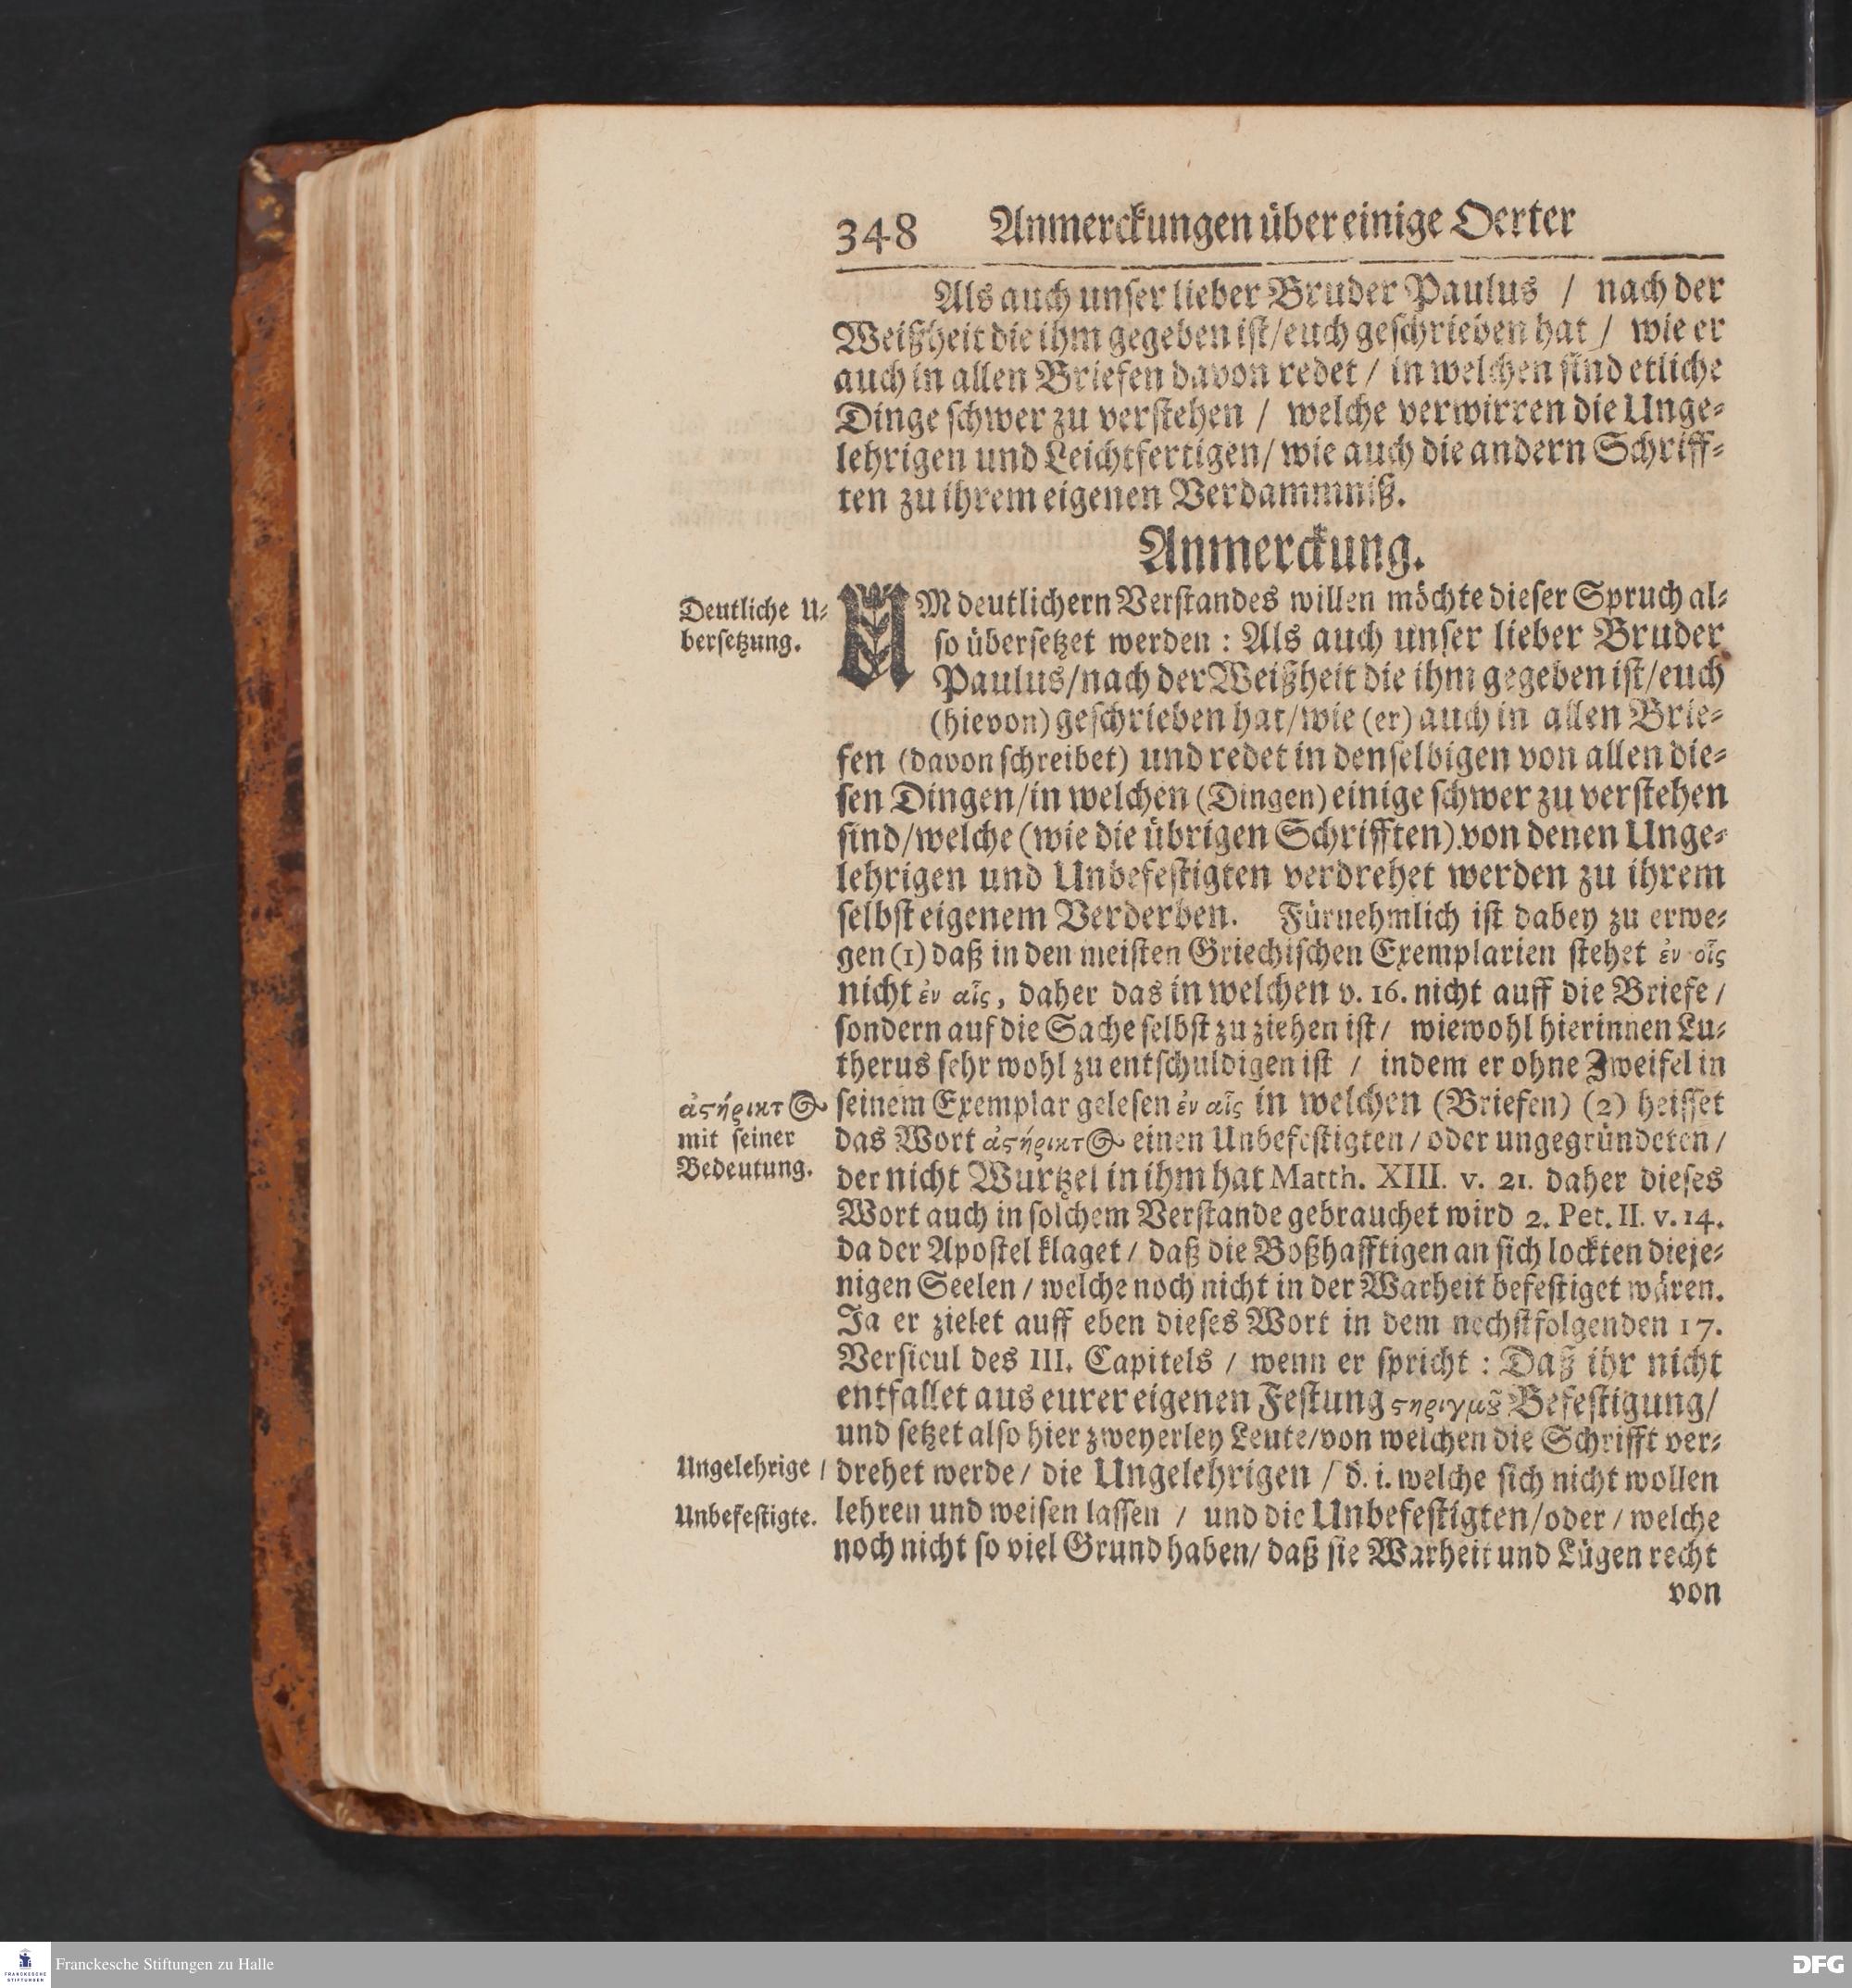 348 Anmerckungen über einige Oerter
Als auch unſer lieber Bruder Paulus / nach der
Weißheit die ihm gegeben iſt/euch geſchrieben hat / wie er
auch in allen Briefen davon redet / in welchen ſind etliche
Dinge ſchwer zu verſtehen / welche verwirren die Unge-
lehrigen und Leichtfertigen/ wie auch die andern Schriff-
ten zu ihrem eigenen Verdammniß.
Anmerckung.
Deutliche U-
berſetzung.
UM deutlichern Verſtandes willen möchte dieſer Spruch al-
ſo überſetzet werden : Als auch unſer lieber Bruder
Paulus/nach der Weißheit die ihm gegeben iſt/euch
(hievon) geſchrieben hat/wie (er) auch in allen Brie-
fen (davon ſchreibet) und redet in denſelbigen von allen die-
ſen Dingen/in welchen (Dingen) einige ſchwer zu verſtehen
ſind/welche (wie die übrigen Schrifften) von denen Unge-
lehrigen und Unbefeſtigten verdrehet werden zu ihrem
ſelbſt eigenem Verderben. Fürnehmlich iſt dabey zu erwe-
gen (1) daß in den meiſten Griechiſchen Exemplarien ſtehet ἐν οἷς
nicht ἐν αἷς, daher das in welchen v. 16. nicht auff die Briefe /
ſondern auf die Sache ſelbſt zu ziehen iſt / wiewohl hierinnen Lu-
therus ſehr wohl zu entſchuldigen iſt / indem er ohne Zweifel in
ἀϛήρικτ⊕
mit ſeiner
Bedeutung.
ſeinem Exemplar geleſen ἐν αἷς in welchen (Briefen) (2) heiſſet
das Wort ἀϛήρικτ⊕ einen Unbefeſtigten / oder ungegründeten /
der nicht Wurtzel in ihm hat Matth. XIII. v. 21. daher dieſes
Wort auch in ſolchem Verſtande gebrauchet wird 2. Pet. II. v. 14.
da der Apoſtel klaget / daß die Boßhafftigen an ſich lockten dieje-
nigen Seelen / welche noch nicht in der Warheit befeſtiget wären.
Ja er zielet auff eben dieſes Wort in dem nechſtfolgenden 17.
Verſicul des III. Capitels / wenn er ſpricht : Daß ihr nicht
entfallet aus eurer eigenen Feſtung ϛηριγμȣ͂ Befeſtigung/
und ſetzet alſo hier zweyerley Leute/von welchen die Schrifft ver-
Ungelehrige /
Unbefeſtigte.
drehet werde/ die Ungelehrigen / d. i. welche ſich nicht wollen
lehren und weiſen laſſen / und die Unbefeſtigten/oder / welche
noch nicht ſo viel Grund haben/ daß ſie Warheit und Lügen recht
von
FRANCKESCHE
STIFTUNGEN
Franckesche Stiftungen zu Halle
DFG